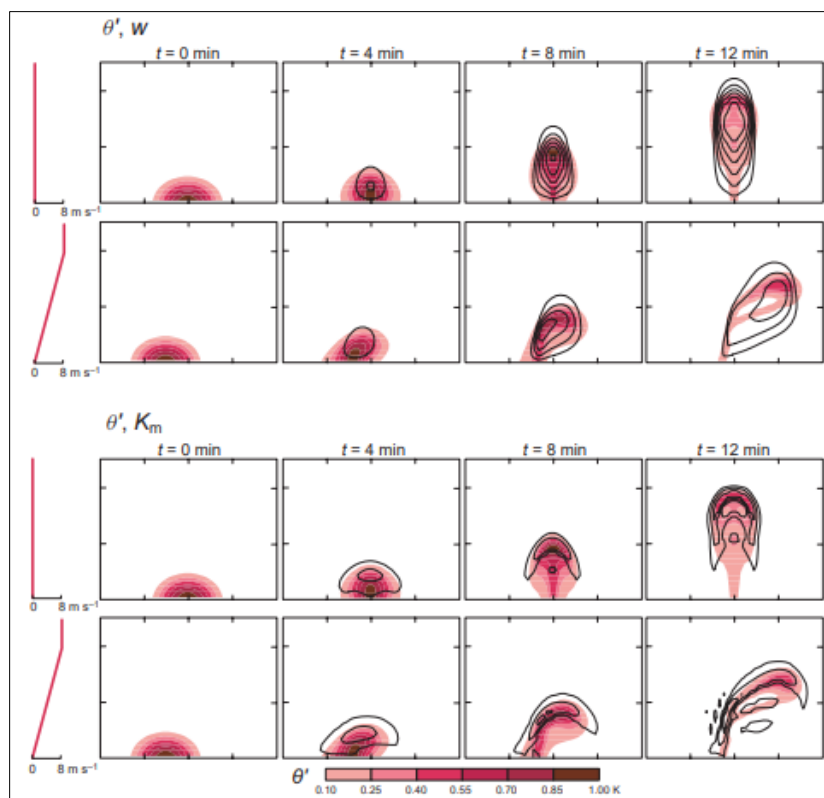 θ′, w
t = 0 min t = 4 min t = 8 min t = 12 min
0 8 m s⁻¹
0 8 m s⁻¹
θ′, Kₘ
t = 0 min t = 4 min t = 8 min t = 12 min
0 8 m s⁻¹
0 8 m s⁻¹
θ′
0.10 0.25 0.40 0.55 0.70 0.85 1.00 K